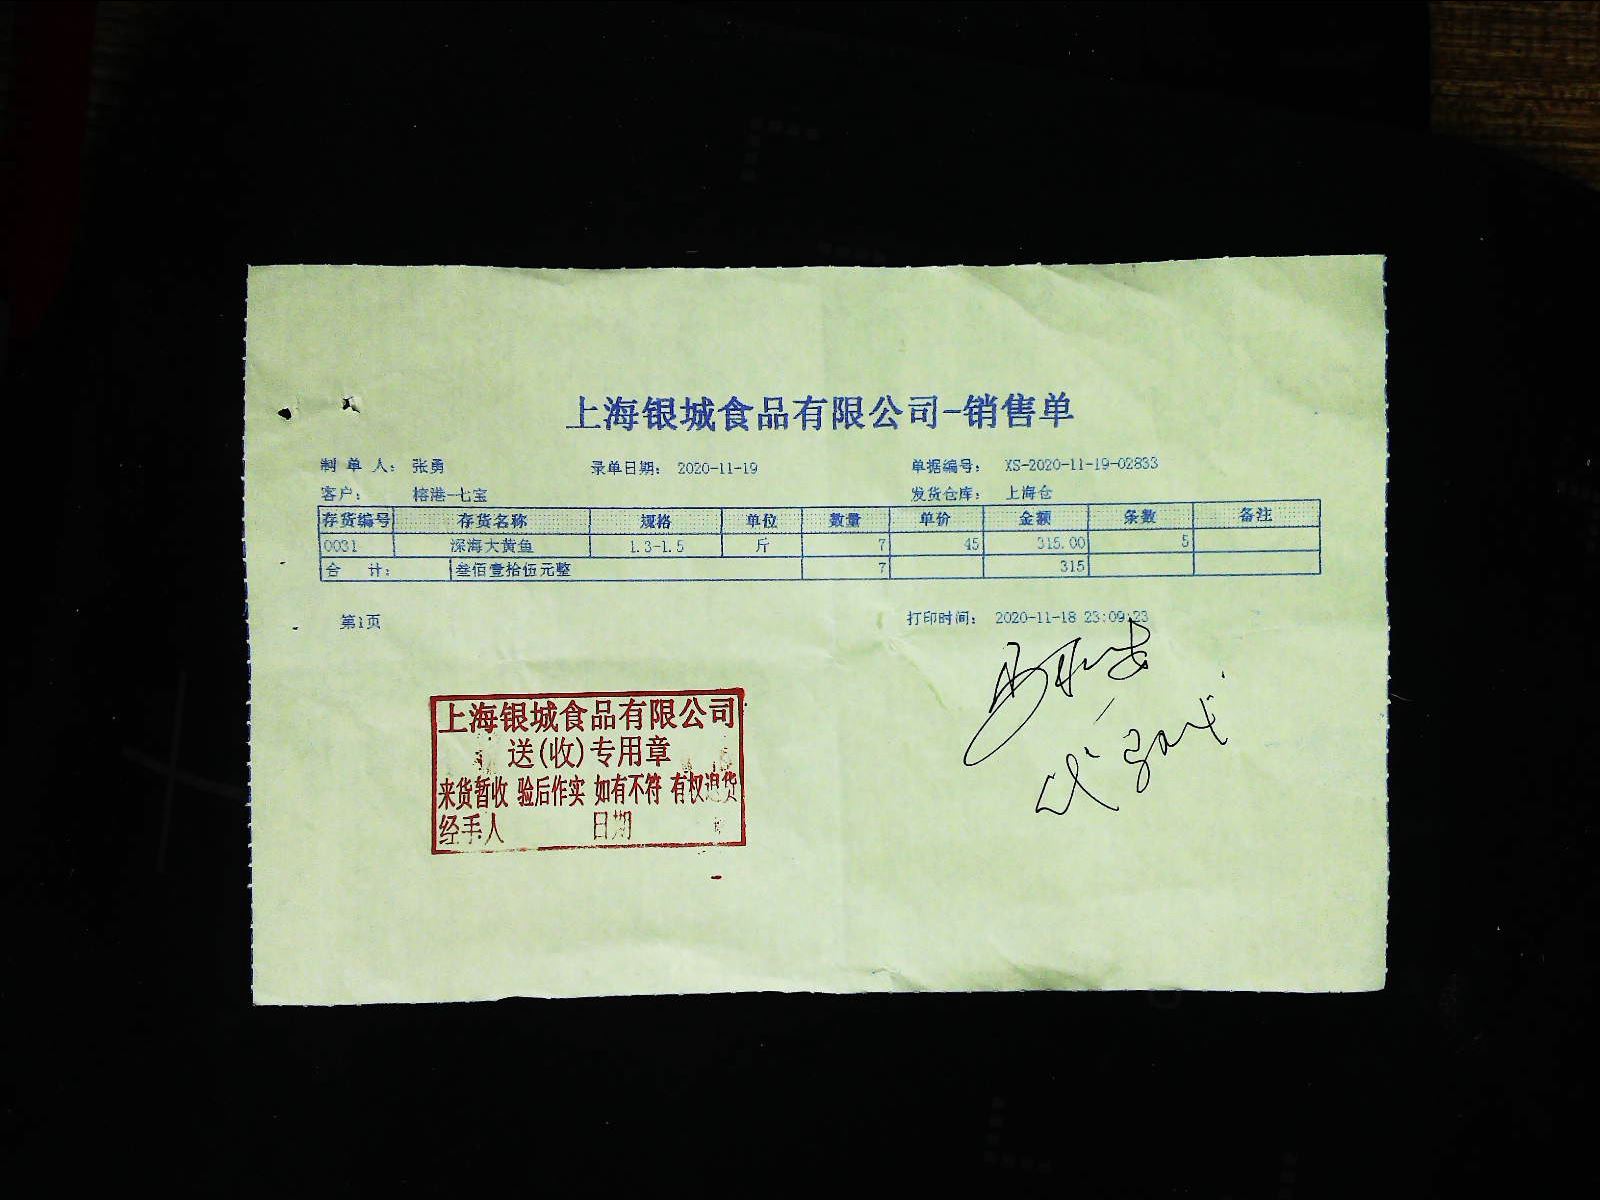 上海银城食品有限公司-销售单
制 单 人： 张勇 录单日期： 2020-11-19 单据编号： XS-2020-11-19-02833
客户： 榕港-七宝 发货仓库： 上海仓
存货编号 存货名称 规格 单位 数量 单价 金额 条数 备注
0031 深海大黄鱼 1.3-1.5 斤 7 45 315.00 5
合 计： 叁佰壹拾伍元整 7 315
第1页 打印时间： 2020-11-18 23:09:23
上海银城食品有限公司
送(收)专用章
来货暂收 验后作实 如有不符 有权追货
经手人 日期